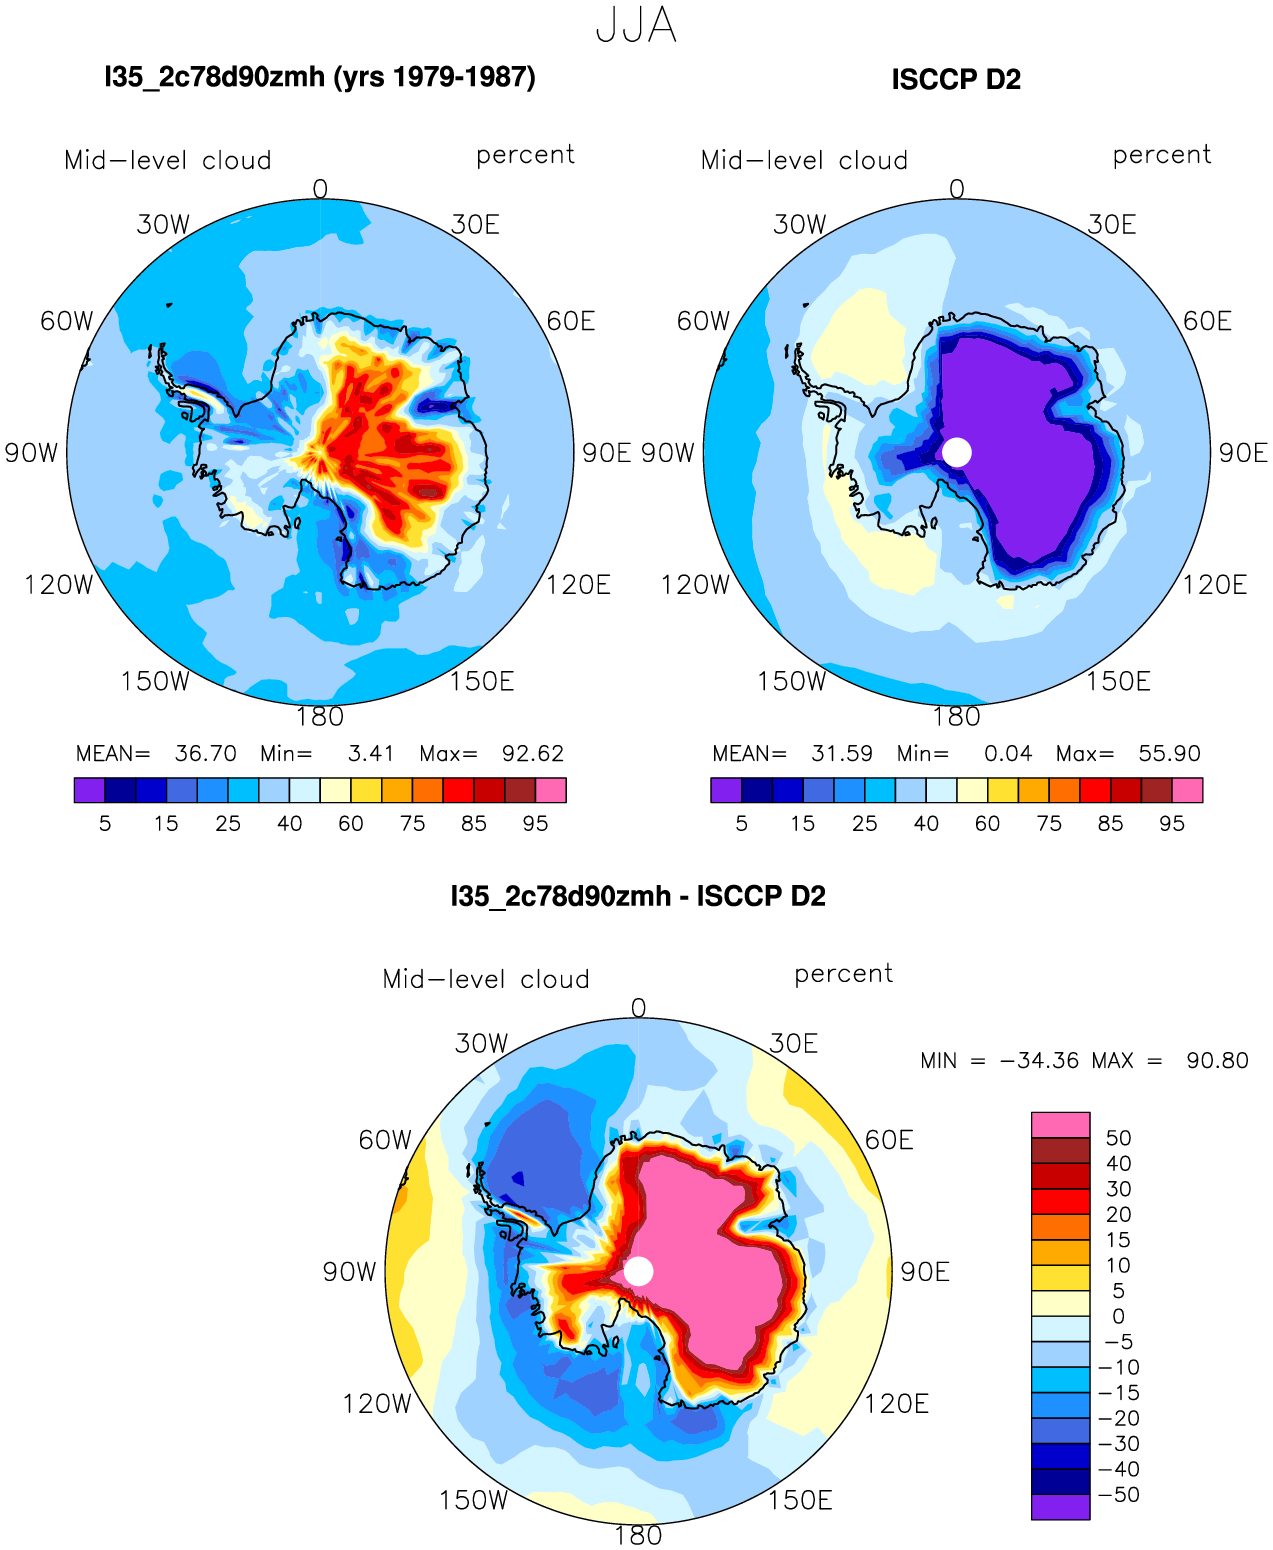 JJA
I35_2c78d90zmh (yrs 1979-1987)
ISCCP D2
Mid-level cloud percent
Mid-level cloud percent
0
30W 30E
60W 60E
90W 90E
120W 120E
150W 150E
180
0
30W 30E
60W 60E
90W 90E
120W 120E
150W 150E
180
MEAN= 36.70 Min= 3.41 Max= 92.62
5 15 25 40 60 75 85 95
MEAN= 31.59 Min= 0.04 Max= 55.90
5 15 25 40 60 75 85 95
I35_2c78d90zmh - ISCCP D2
Mid-level cloud percent
0
30W 30E
60W 60E
90W 90E
120W 120E
150W 150E
180
MIN = -34.36 MAX = 90.80
50
40
30
20
15
10
5
0
-5
-10
-15
-20
-30
-40
-50